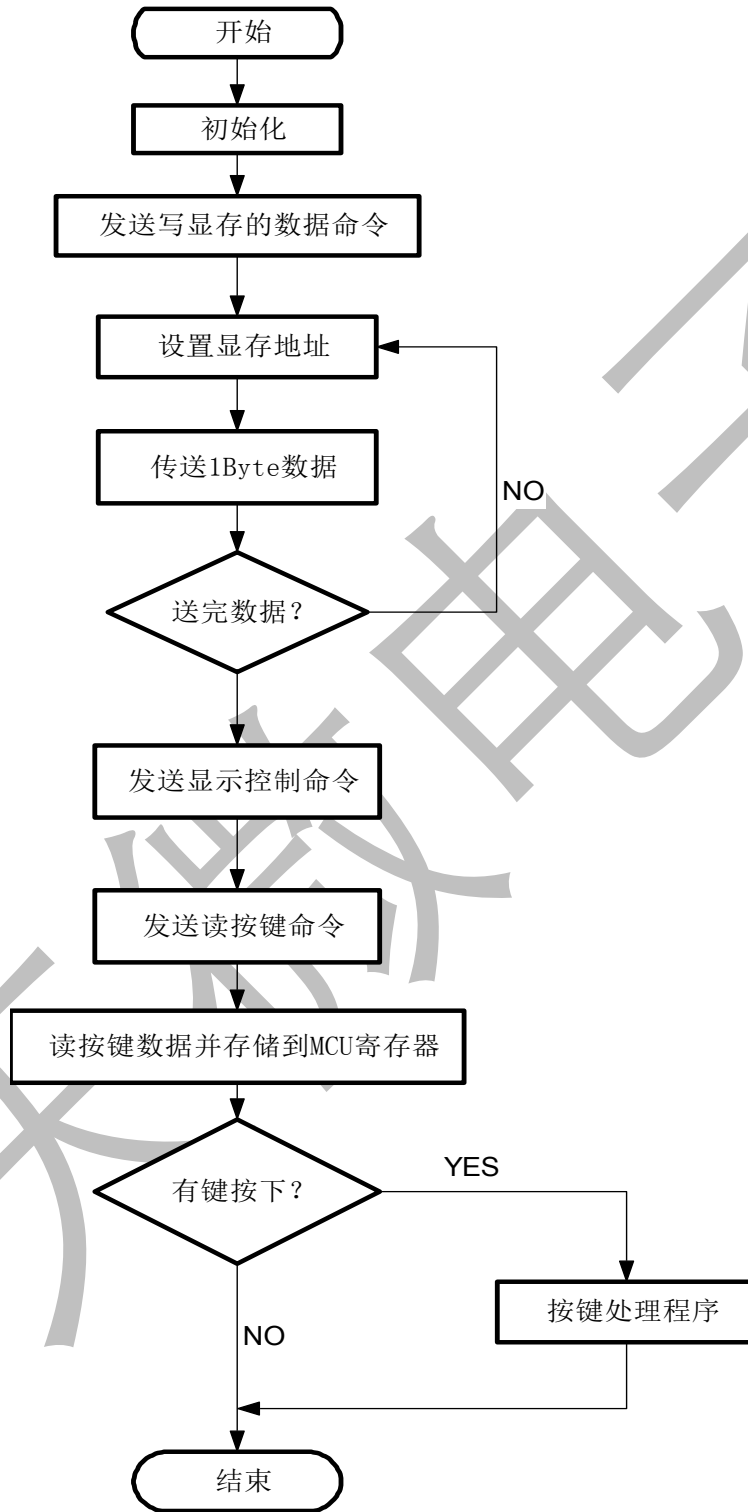 开始
初始化
发送写显存的数据命令
设置显存地址
传送1Byte数据
NO
送完数据?
发送显示控制命令
发送读按键命令
读按键数据并存储到MCU寄存器
有键按下?
YES
按键处理程序
NO
结束
天微电子